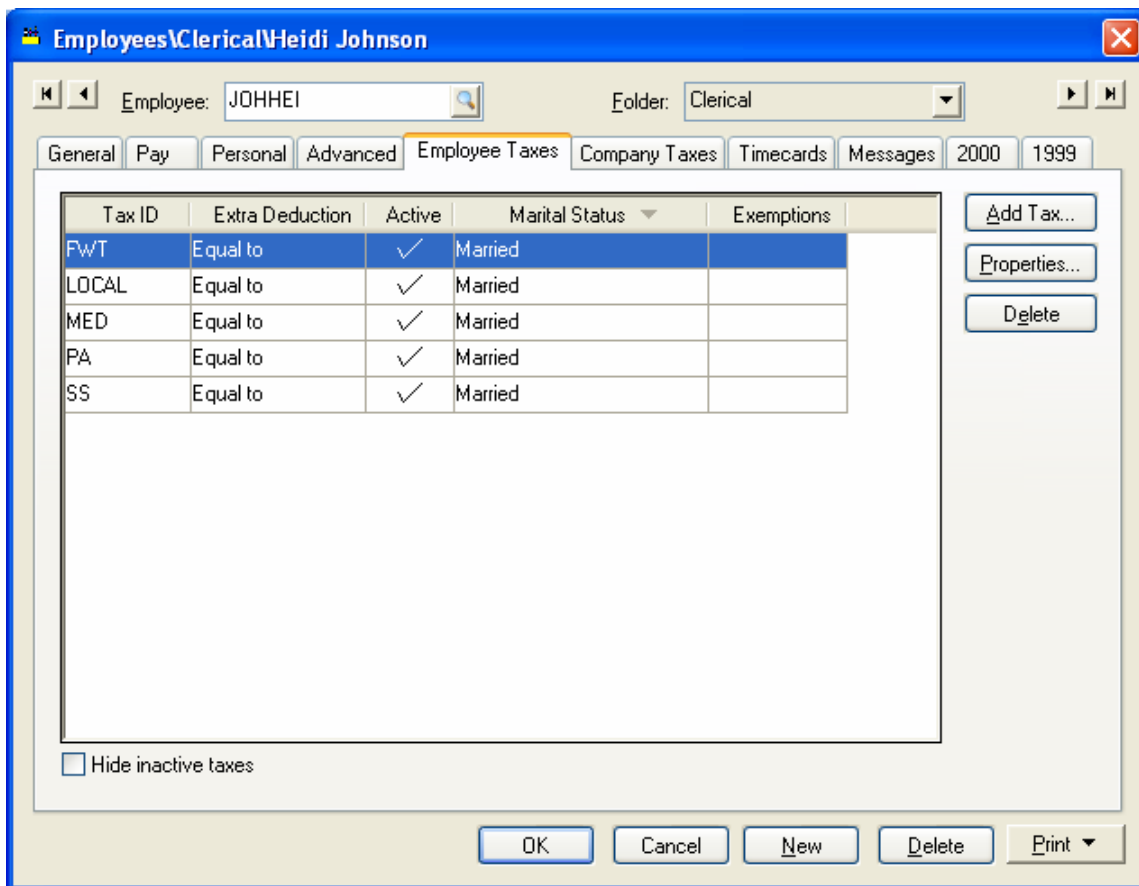 Employees\Clerical\Heidi Johnson
Employee: JOHHEI Folder: Clerical
General Pay Personal Advanced Employee Taxes Company Taxes Timecards Messages 2000 1999
Tax ID Extra Deduction Active Marital Status Exemptions Add Tax...
FWT Equal to Married
Properties...
LOCAL Equal to Married
MED Equal to Married Delete
PA Equal to Married
SS Equal to Married
Hide inactive taxes
OK Cancel New Delete Print